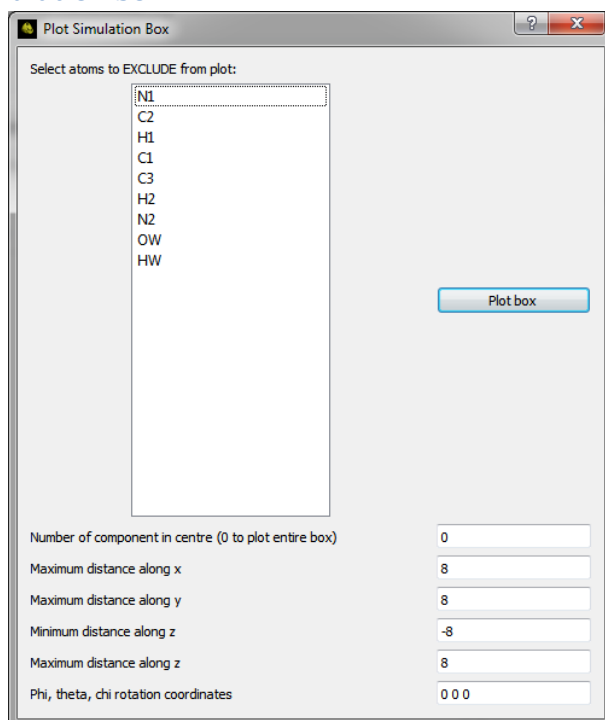 Plot Simulation Box
?
X
Select atoms to EXCLUDE from plot:
N1
C2
H1
C1
C3
H2
N2
OW
HW
Plot box
Number of component in centre (0 to plot entire box) 0
Maximum distance along x 8
Maximum distance along y 8
Minimum distance along z -8
Maximum distance along z 8
Phi, theta, chi rotation coordinates 0 0 0